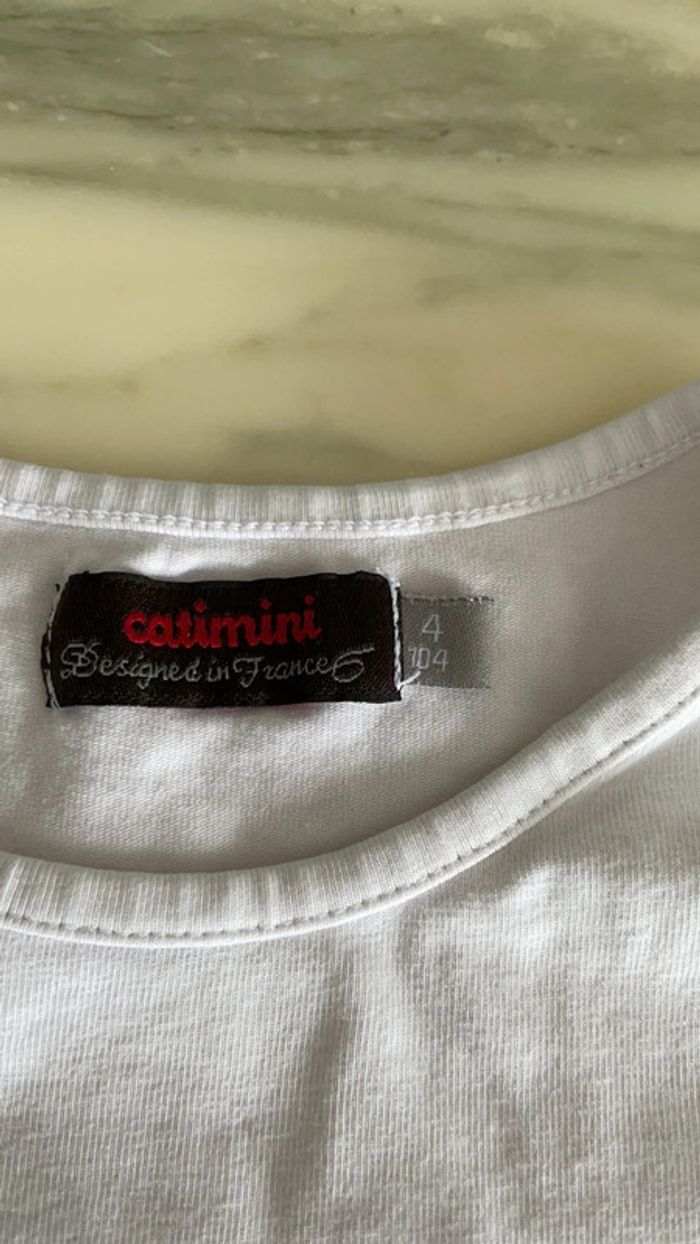 catimini
Designed in France
4
104